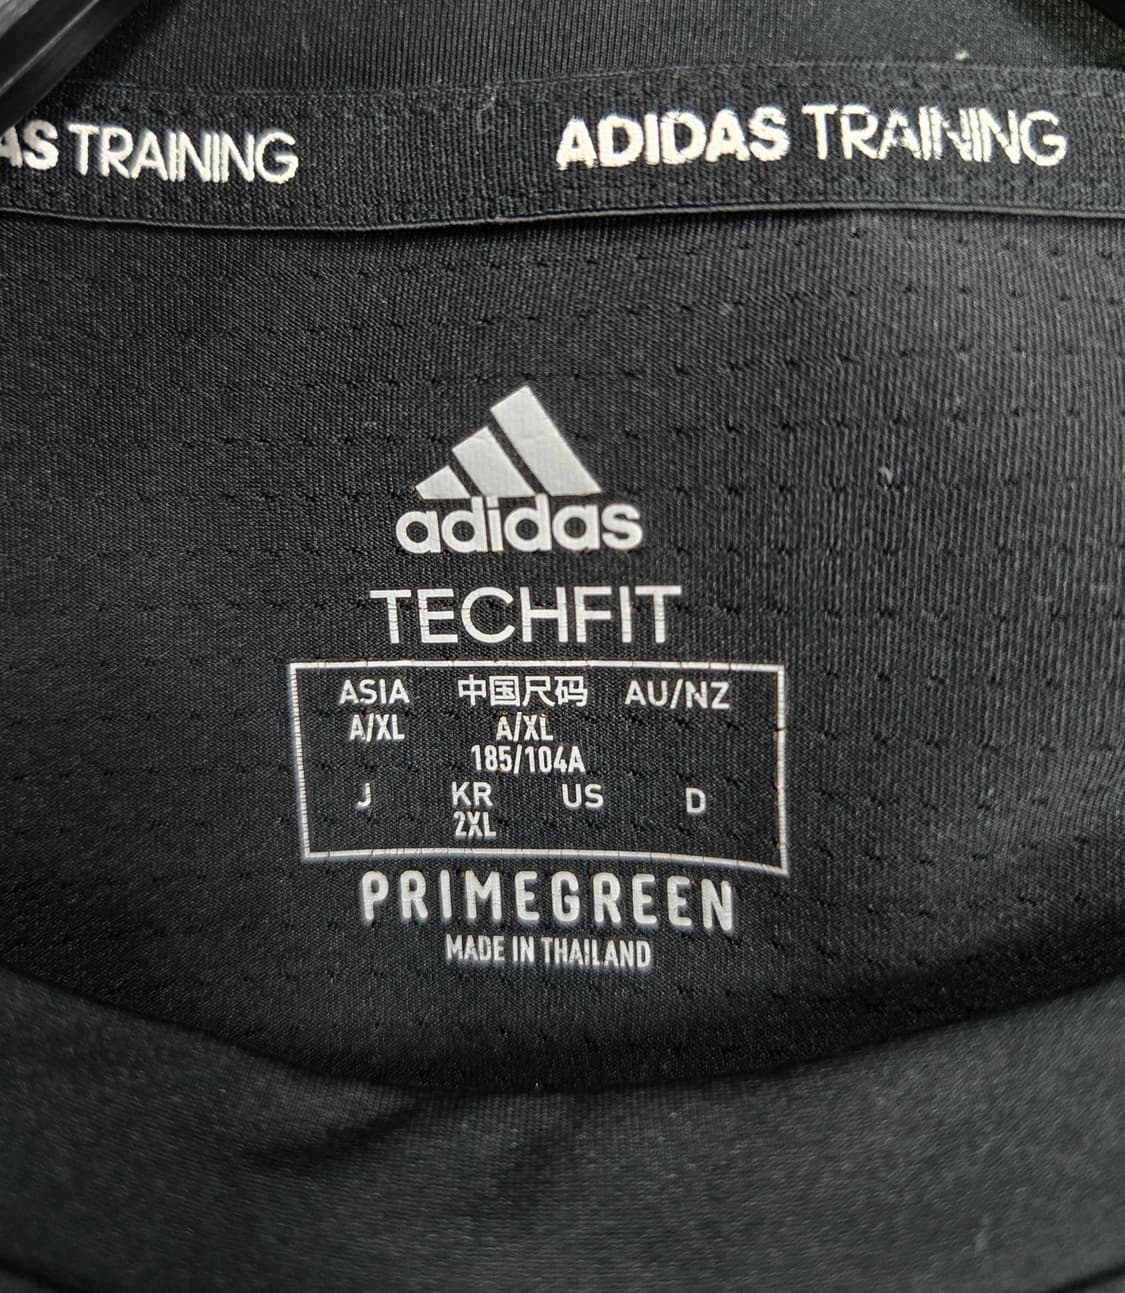 AS TRAINING ADIDAS TRAINING
adidas
TECHFIT
ASIA 中国尺码 AU/NZ
A/XL A/XL
185/104A
J KR US D
2XL
PRIMEGREEN
MADE IN THAILAND